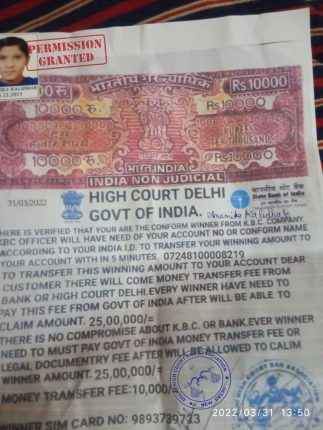 PERMISSION
GRANTED
भारतीय गैर न्यायिक
Rs.10000
10000 रु.
Rs.10000
RUPEES
TEN THOUSAND
10000 रु.
Rs.10000
भारत INDIA
INDIA NON JUDICIAL
31/03/2022
HIGH COURT DELHI
GOVT OF INDIA.
भारतीय स्टेट बैंक
State Bank of India
HERE IS VERIFIED THAT YOUR ARE THE CONFORM WINNER FROM K.B.C. COMPANY.
KBC OFFICER WILL HAVE NEED OF YOUR ACCOUNT NO OR CONFORM NAME
ACCORDING TO YOUR INDIA I.D. TO TRANSFER YOUR WINNING AMOUNT TO
YOUR ACCOUNT WITH IN 5 MINUTES. 07248100008219
TO TRANSFER THIS WINNING AMOUNT TO YOUR ACCOUNT DEAR
CUSTOMER THERE WILL COME MONEY TRANSFER FEE FROM
BANK OR HIGH COURT DELHI.EVERY WINNER HAVE NEED TO
PAY THIS FEE FROM GOVT OF INDIA AFTER WILL BE ABLE TO
CLAIM AMOUNT. 25,00,000/=
THERE IS NO COMPROMISE ABOUT K.B.C. OR BANK.EVER WINNER
NEED TO MUST PAY GOVT OF INDIA MONEY TRANSFER FEE OR
LEGAL DOCUMENTRY FEE AFTER WILL BE ALLOWED TO CALIM
WINNER AMOUNT. 25,00,000/=
MONEY TRANSFER FEE:10,000/
WINNER SIM CARD NO: 9893739723
2022/03/31 13:50